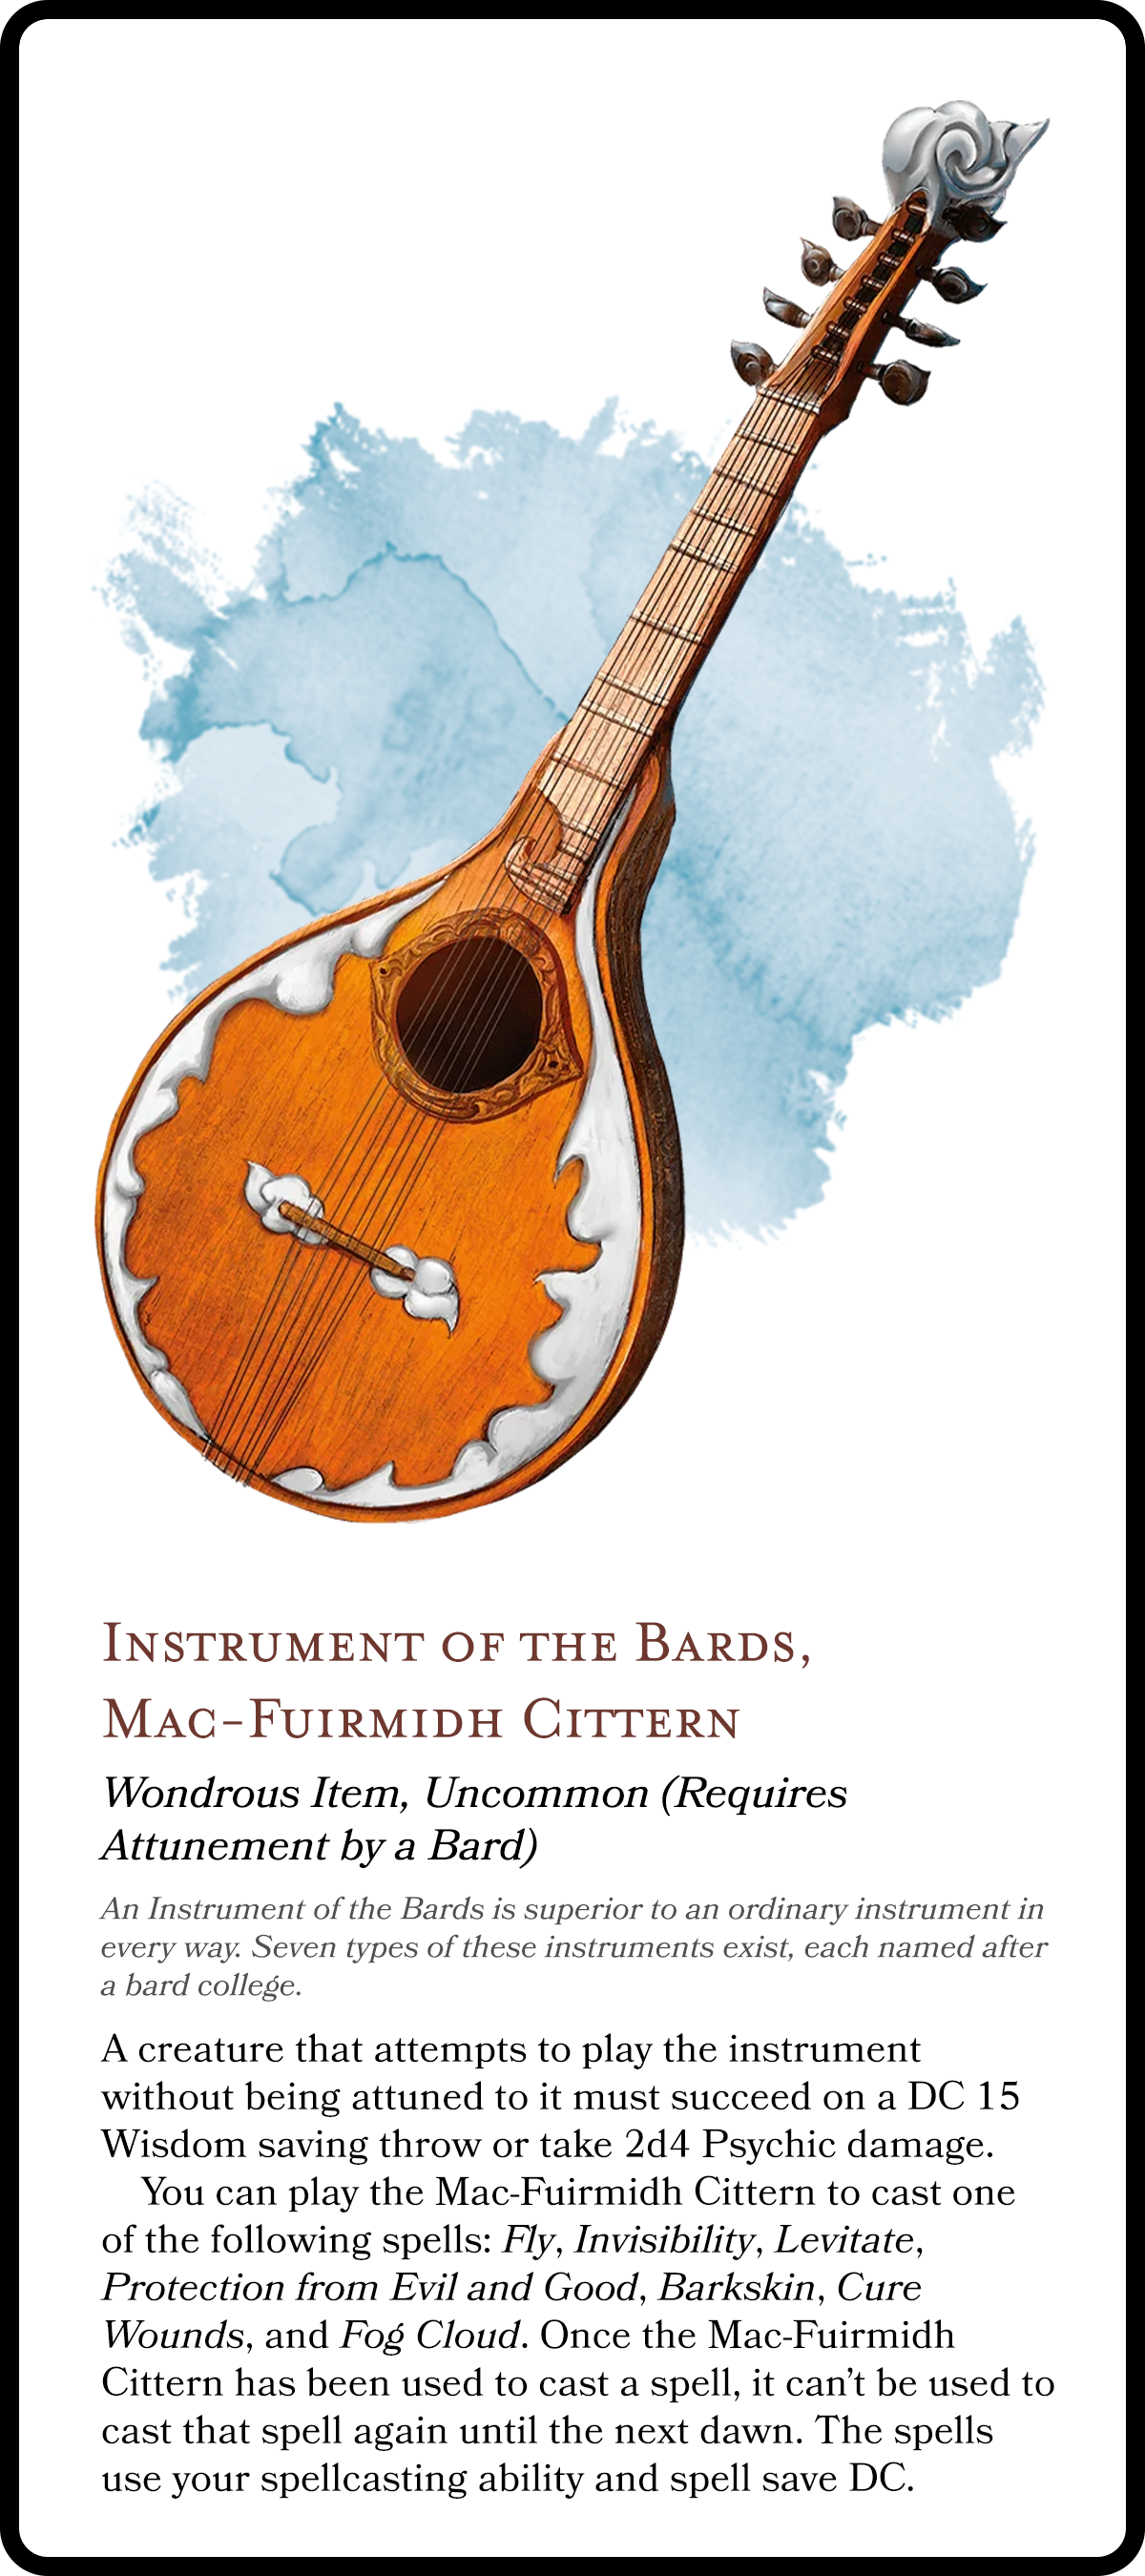 Instrument of the Bards,
Mac-Fuirmidh Cittern
Wondrous Item, Uncommon (Requires
Attunement by a Bard)
An Instrument of the Bards is superior to an ordinary instrument in
every way. Seven types of these instruments exist, each named after
a bard college.
A creature that attempts to play the instrument
without being attuned to it must succeed on a DC 15
Wisdom saving throw or take 2d4 Psychic damage.
You can play the Mac-Fuirmidh Cittern to cast one
of the following spells: Fly, Invisibility, Levitate,
Protection from Evil and Good, Barkskin, Cure
Wounds, and Fog Cloud. Once the Mac-Fuirmidh
Cittern has been used to cast a spell, it can’t be used to
cast that spell again until the next dawn. The spells
use your spellcasting ability and spell save DC.